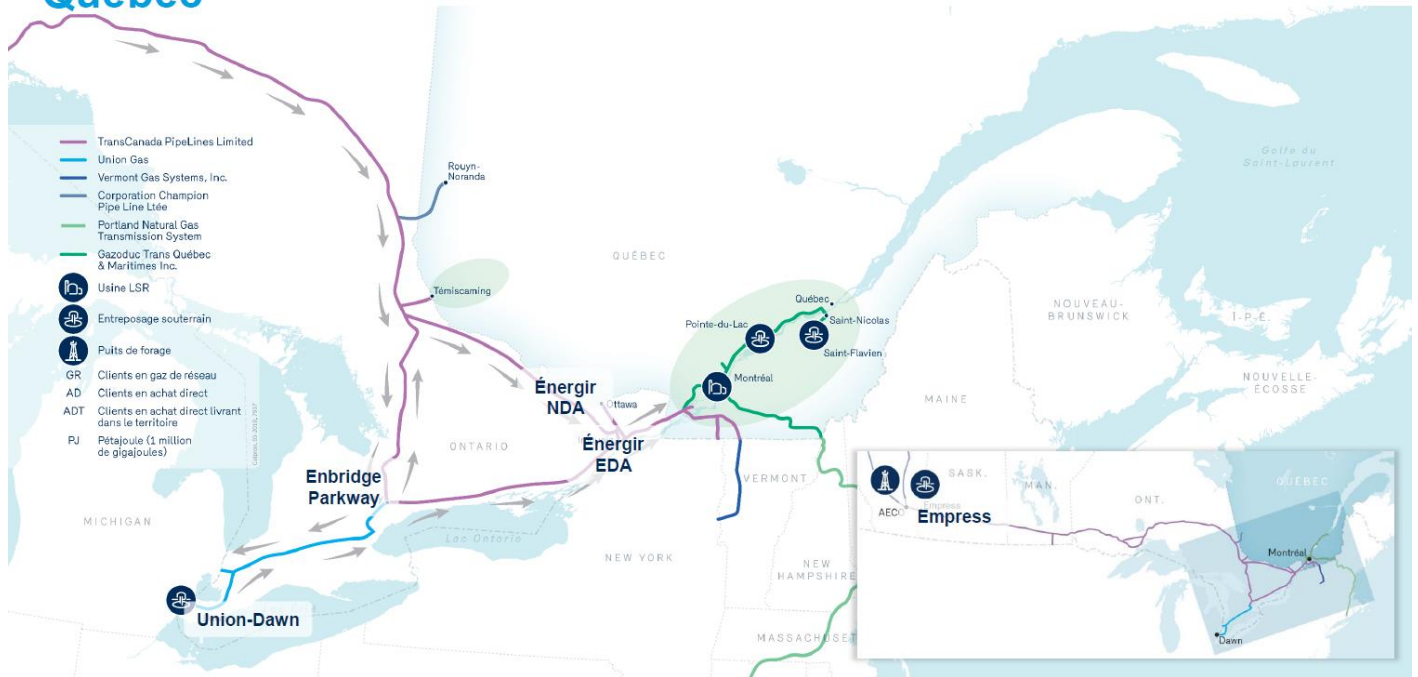 Québec
TransCanada PipeLines Limited
Union Gas
Vermont Gas Systems, Inc.
Corporation Champion
Pipe Line Ltée
Portland Natural Gas
Transmission System
Gazoduc Trans Québec
& Maritimes Inc.
Usine LSR
Entreposage souterrain
Puits de forage
GR Clients en gaz de réseau
AD Clients en achat direct
ADT Clients en achat direct livrant
dans le territoire
PJ Pétajoule (1 million
de gigajoules)
Rouyn-
Noranda
Golfe du
Saint-Laurent
QUÉBEC
Témiscaming
Québec
Saint-Nicolas
Pointe-du-Lac
Saint-Flavien
Montréal
NOUVEAU-
BRUNSWICK
Î.-P.-É.
NOUVELLE-
ÉCOSSE
MAINE
Énergir
NDA
Ottawa
Énergir
EDA
ONTARIO
Enbridge
Parkway
MICHIGAN
Lac Ontario
VERMONT
NEW YORK
NEW
HAMPSHIRE
MASSACHUSET
Union-Dawn
SASK.
MAN.
ONT.
QUÉBEC
AECO
Empress
Empress
Montréal
Dawn